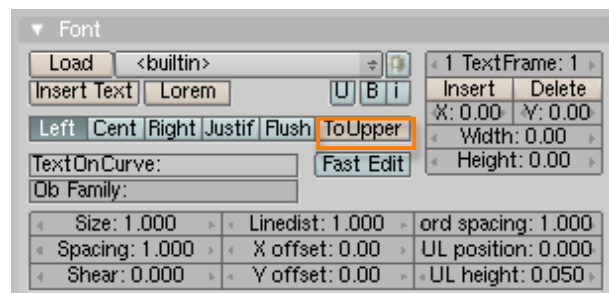 Font
Load <builtin> 1 TextFrame: 1
Insert Text Lorem U B i Insert Delete
X: 0.00 Y: 0.00
Left Cent Right Justif Flush ToUpper Width: 0.00
TextOnCurve: Fast Edit Height: 0.00
Ob Family:
Size: 1.000 Linedist: 1.000 ord spacing: 1.000
Spacing: 1.000 X offset: 0.00 UL position: 0.000
Shear: 0.000 Y offset: 0.00 UL height: 0.050